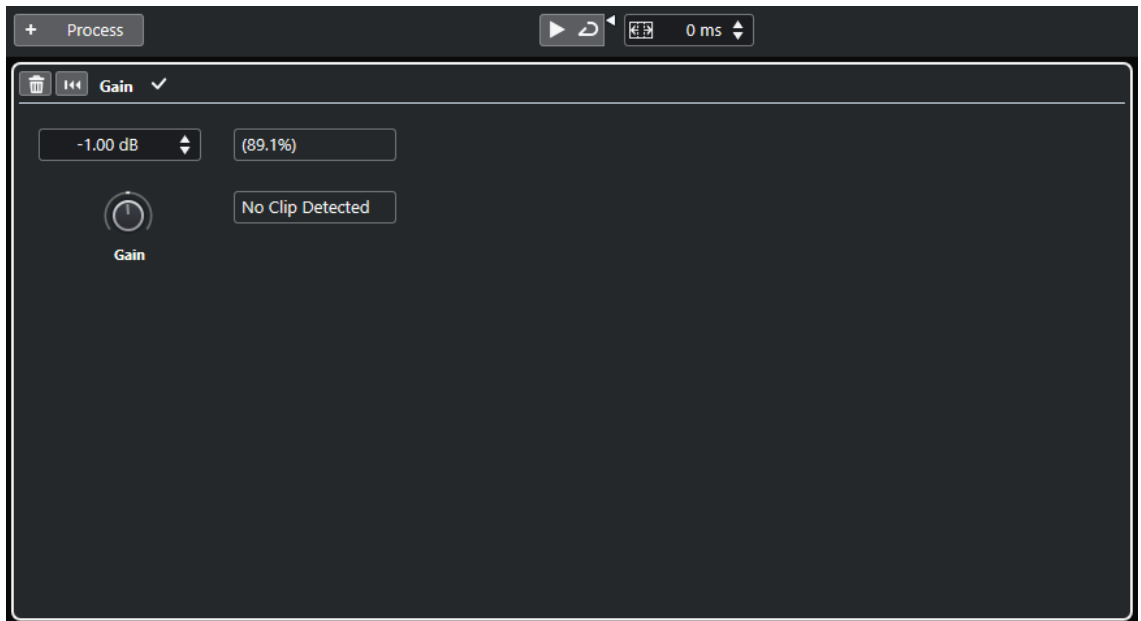 + Process
0 ms
Gain
-1.00 dB
(89.1%)
No Clip Detected
Gain